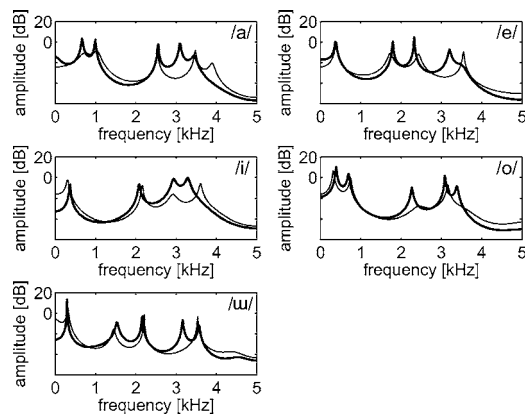 20 /a/ 20 /e/
0 0
amplitude [dB] amplitude [dB]
0 1 2 3 4 5 0 1 2 3 4 5
frequency [kHz] frequency [kHz]
20 /i/ 20 /o/
0 0
amplitude [dB] amplitude [dB]
0 1 2 3 4 5 0 1 2 3 4 5
frequency [kHz] frequency [kHz]
20 /ɯ/
0
amplitude [dB]
0 1 2 3 4 5
frequency [kHz]